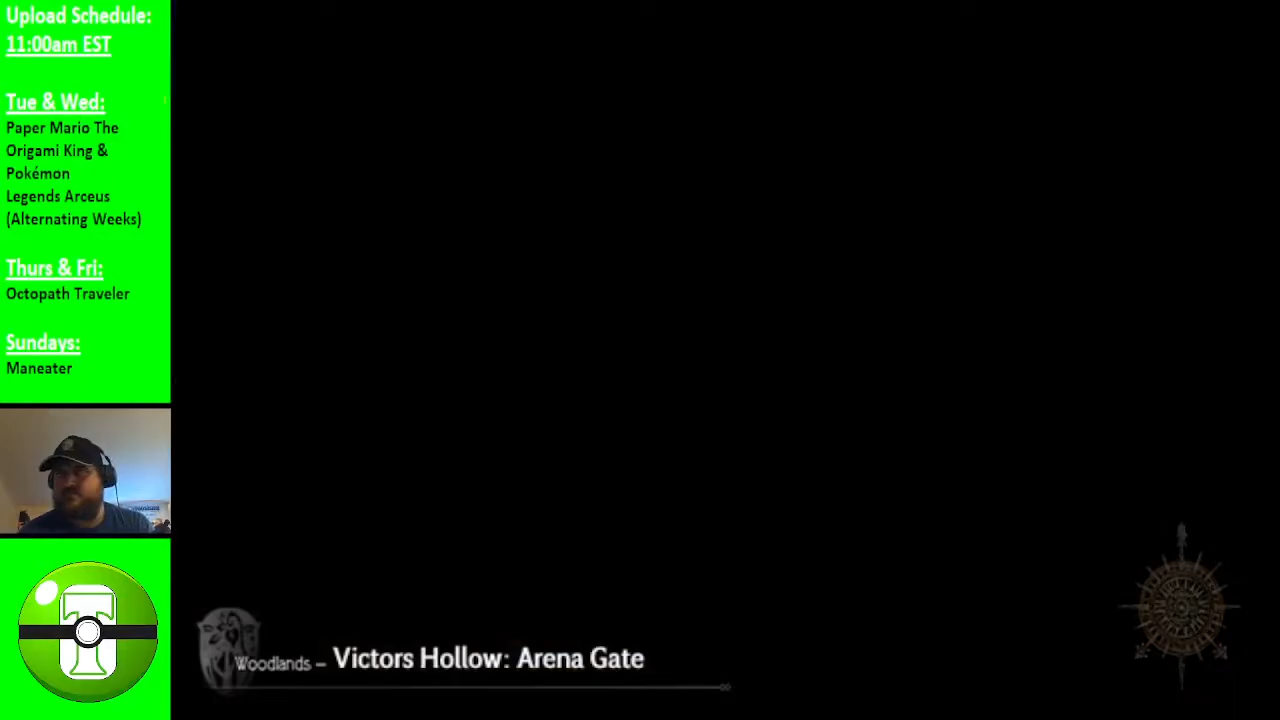 Upload Schedule:
11:00am EST
Tue & Wed:
Paper Mario The
Origami King &
Pokémon
Legends Arceus
(Alternating Weeks)
Thurs & Fri:
Octopath Traveler
Sundays:
Maneater
T
Woodlands – Victors Hollow: Arena Gate